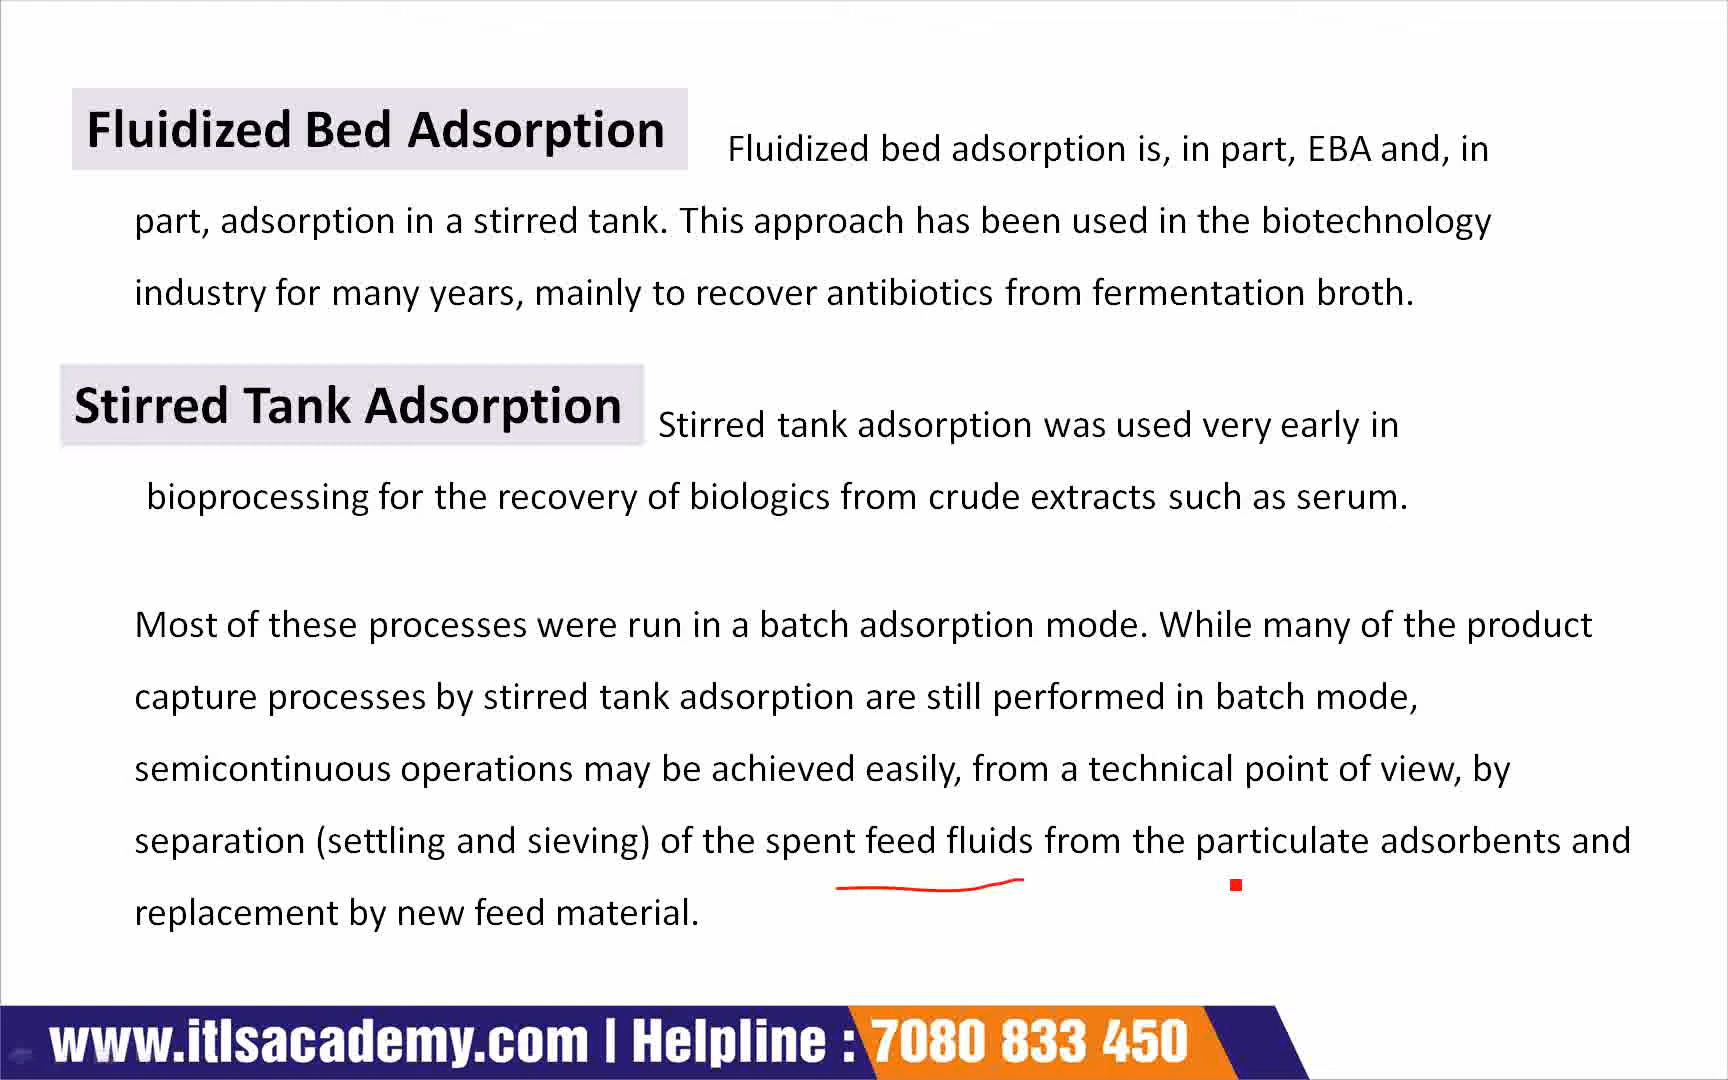 Fluidized Bed Adsorption Fluidized bed adsorption is, in part, EBA and, in
part, adsorption in a stirred tank. This approach has been used in the biotechnology
industry for many years, mainly to recover antibiotics from fermentation broth.
Stirred Tank Adsorption Stirred tank adsorption was used very early in
bioprocessing for the recovery of biologics from crude extracts such as serum.
Most of these processes were run in a batch adsorption mode. While many of the product
capture processes by stirred tank adsorption are still performed in batch mode,
semicontinuous operations may be achieved easily, from a technical point of view, by
separation (settling and sieving) of the spent feed fluids from the particulate adsorbents and
replacement by new feed material.
www.itlsacademy.com | Helpline : 7080 833 450